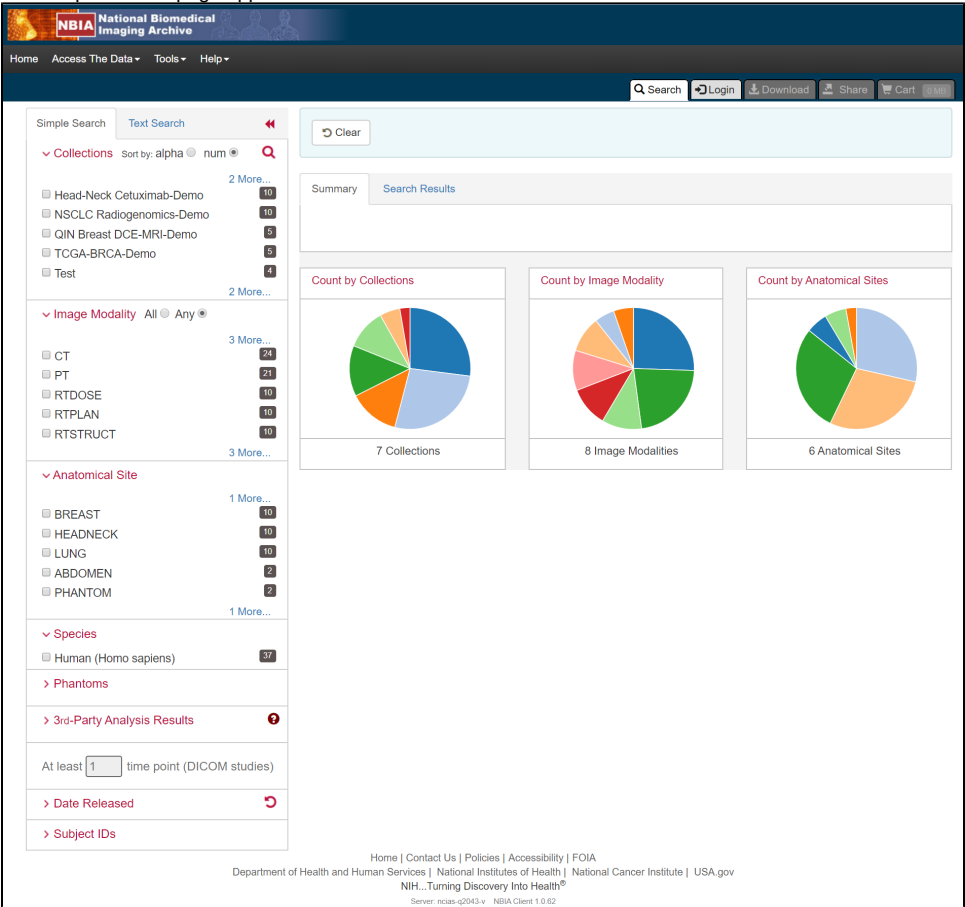 NBIA National Biomedical Imaging Archive
Home Access The Data Tools Help
Search Login Download Share Cart 0 MB
Simple Search Text Search
Clear
Collections Sort by: alpha num
2 More...
Head-Neck Cetuximab-Demo 10
NSCLC Radiogenomics-Demo 10
QIN Breast DCE-MRI-Demo 5
TCGA-BRCA-Demo 5
Test 4
2 More...
Image Modality All Any
3 More...
CT 24
PT 21
RTDOSE 10
RTPLAN 10
RTSTRUCT 10
3 More...
Anatomical Site
1 More...
BREAST 10
HEADNECK 10
LUNG 10
ABDOMEN 2
PHANTOM 2
1 More...
Species
Human (Homo sapiens) 37
Phantoms
3rd-Party Analysis Results
At least 1 time point (DICOM studies)
Date Released
Subject IDs
Summary Search Results
Count by Collections
7 Collections
Count by Image Modality
8 Image Modalities
Count by Anatomical Sites
6 Anatomical Sites
Home | Contact Us | Policies | Accessibility | FOIA
Department of Health and Human Services | National Institutes of Health | National Cancer Institute | USA.gov
NIH...Turning Discovery Into Health®
Server: ncias-q2043-v NBIA Client 1.0.62